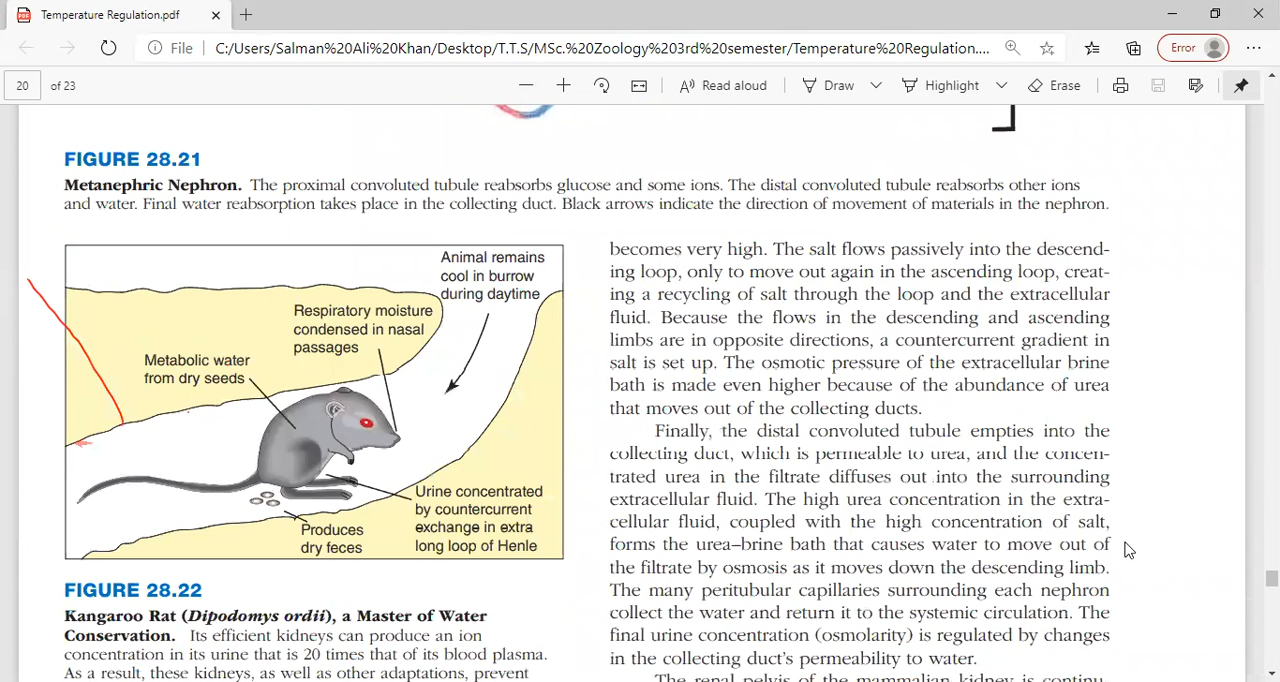 Temperature Regulation.pdf
File
C:/Users/Salman%20Ali%20Khan/Desktop/T.T.S/MSc.%20Zoology%203rd%20semester/Temperature%20Regulation....
Error
20 of 23
Read aloud
Draw
Highlight
Erase
FIGURE 28.21
Metanephric Nephron. The proximal convoluted tubule reabsorbs glucose and some ions. The distal convoluted tubule reabsorbs other ions
and water. Final water reabsorption takes place in the collecting duct. Black arrows indicate the direction of movement of materials in the nephron.
Animal remains
cool in burrow
during daytime
Respiratory moisture
condensed in nasal
passages
Metabolic water
from dry seeds
Urine concentrated
by countercurrent
exchange in extra
long loop of Henle
Produces
dry feces
FIGURE 28.22
Kangaroo Rat (Dipodomys ordii), a Master of Water
Conservation. Its efficient kidneys can produce an ion
concentration in its urine that is 20 times that of its blood plasma.
As a result, these kidneys, as well as other adaptations, prevent
becomes very high. The salt flows passively into the descend-
ing loop, only to move out again in the ascending loop, creat-
ing a recycling of salt through the loop and the extracellular
fluid. Because the flows in the descending and ascending
limbs are in opposite directions, a countercurrent gradient in
salt is set up. The osmotic pressure of the extracellular brine
bath is made even higher because of the abundance of urea
that moves out of the collecting ducts.
Finally, the distal convoluted tubule empties into the
collecting duct, which is permeable to urea, and the concen-
trated urea in the filtrate diffuses out into the surrounding
extracellular fluid. The high urea concentration in the extra-
cellular fluid, coupled with the high concentration of salt,
forms the urea–brine bath that causes water to move out of
the filtrate by osmosis as it moves down the descending limb.
The many peritubular capillaries surrounding each nephron
collect the water and return it to the systemic circulation. The
final urine concentration (osmolarity) is regulated by changes
in the collecting duct's permeability to water.
The renal pelvis of the mammalian kidney is continu-